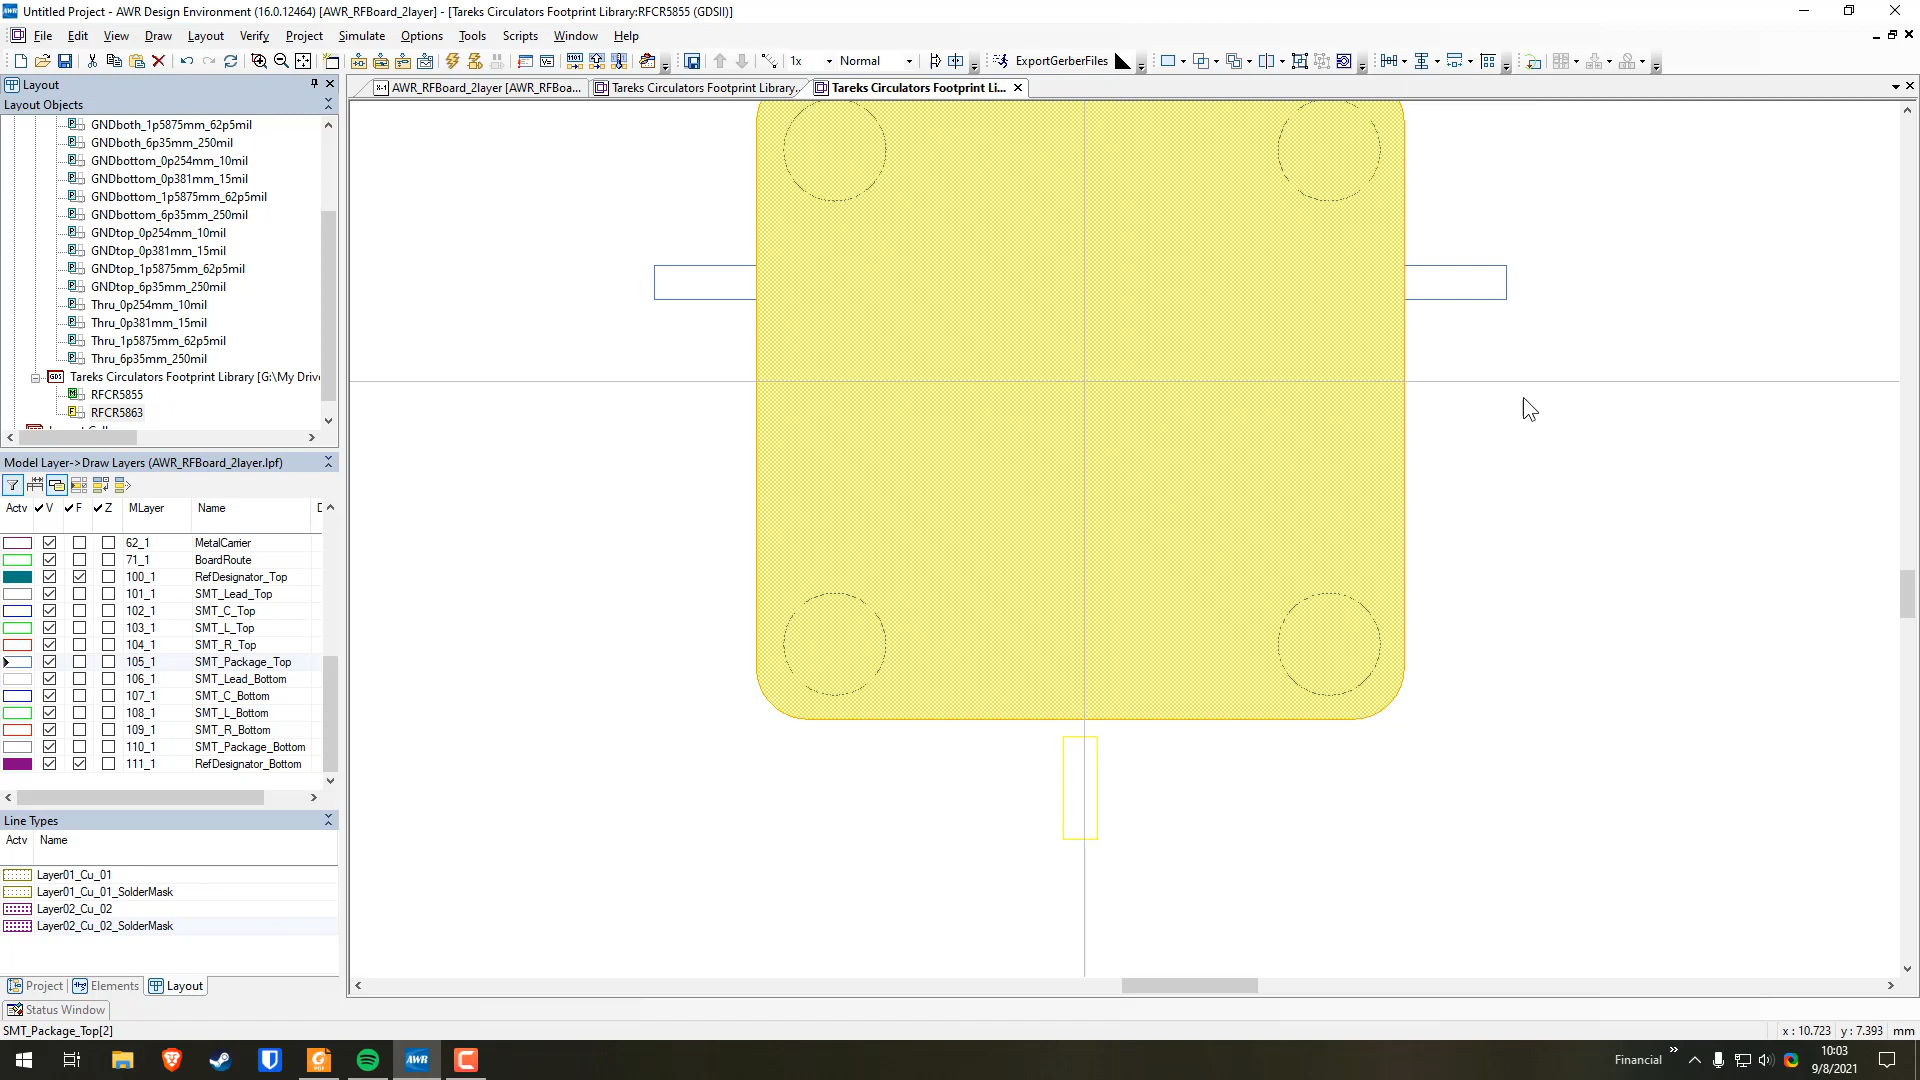 Untitled Project - AWR Design Environment (16.0.12464) [AWR_RFBoard_2layer] - [Tareks Circulators Footprint Library:RFCR5855 (GDSII)]
File Edit View Draw Layout Verify Project Simulate Options Tools Scripts Window Help
1x Normal ExportGerberFiles
Layout
AWR_RFBoard_2layer [AWR_RFBoa...
Tareks Circulators Footprint Library...
Tareks Circulators Footprint Li...
Layout Objects
GNDboth_1p5875mm_62p5mil
GNDboth_6p35mm_250mil
GNDbottom_0p254mm_10mil
GNDbottom_0p381mm_15mil
GNDbottom_1p5875mm_62p5mil
GNDbottom_6p35mm_250mil
GNDtop_0p254mm_10mil
GNDtop_0p381mm_15mil
GNDtop_1p5875mm_62p5mil
GNDtop_6p35mm_250mil
Thru_0p254mm_10mil
Thru_0p381mm_15mil
Thru_1p5875mm_62p5mil
Thru_6p35mm_250mil
GDS Tareks Circulators Footprint Library [G:\My Drive
RFCR5855
RFCR5863
Model Layer->Draw Layers (AWR_RFBoard_2layer.lpf)
Actv V F Z MLayer Name
62_1 MetalCarrier
71_1 BoardRoute
100_1 RefDesignator_Top
101_1 SMT_Lead_Top
102_1 SMT_C_Top
103_1 SMT_L_Top
104_1 SMT_R_Top
105_1 SMT_Package_Top
106_1 SMT_Lead_Bottom
107_1 SMT_C_Bottom
108_1 SMT_L_Bottom
109_1 SMT_R_Bottom
110_1 SMT_Package_Bottom
111_1 RefDesignator_Bottom
Line Types
Actv Name
Layer01_Cu_01
Layer01_Cu_01_SolderMask
Layer02_Cu_02
Layer02_Cu_02_SolderMask
Project Elements Layout
Status Window
SMT_Package_Top[2]
x : 10.723 y : 7.393 mm
AWR
Financial
10:03
9/8/2021